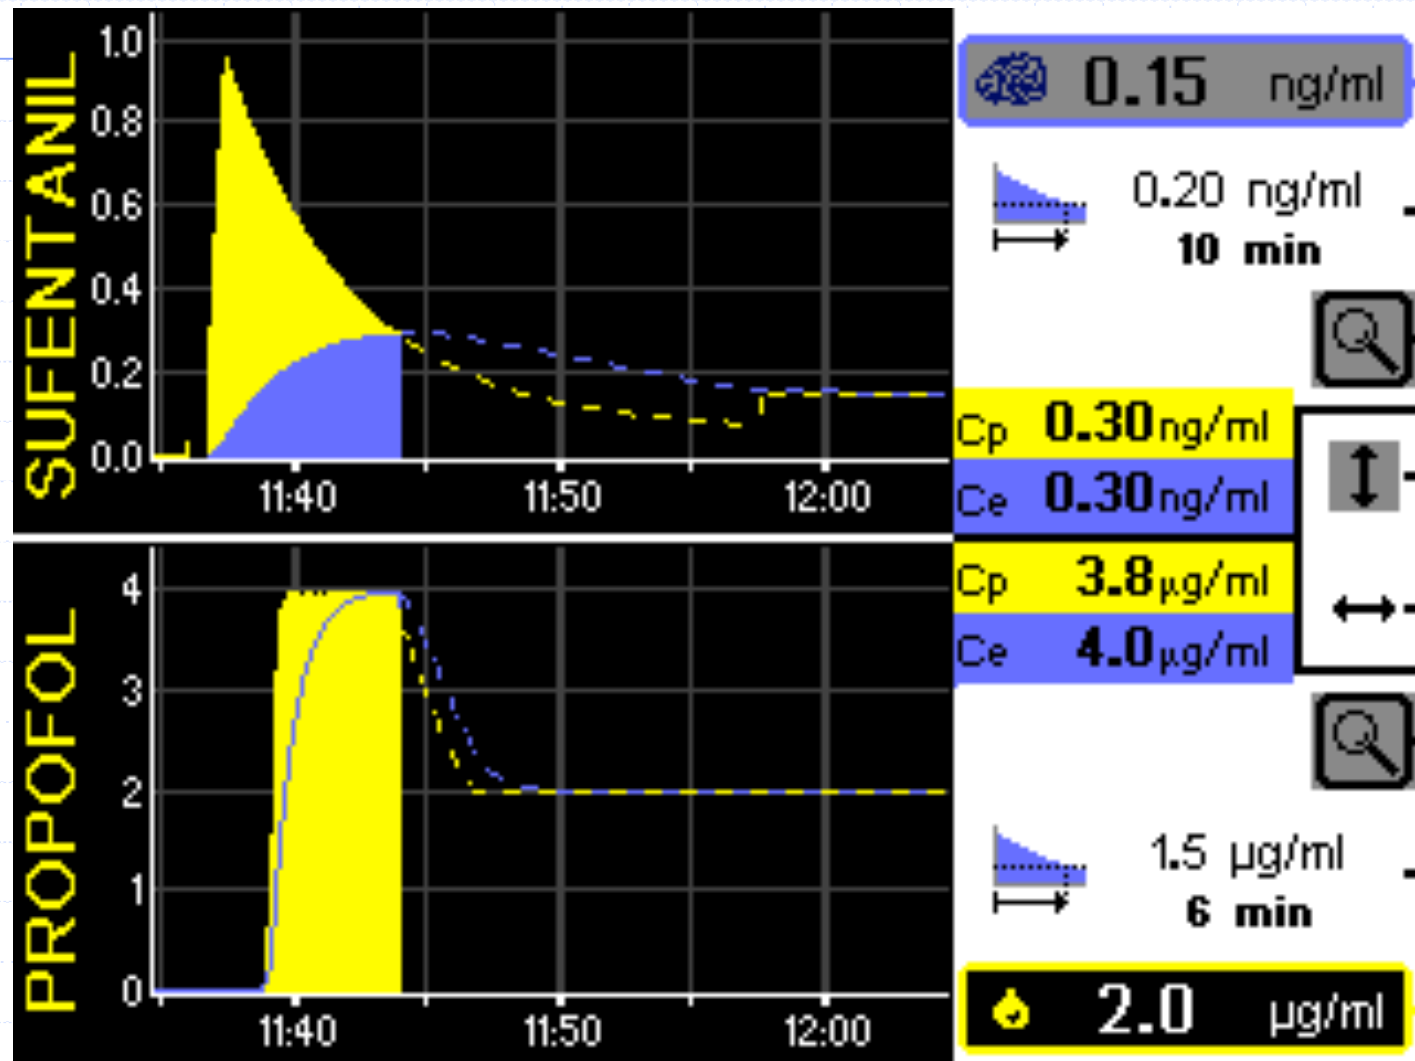 SUFENTANIL
1.0
0.8
0.6
0.4
0.2
0.0
11:40 11:50 12:00
PROPOFOL
4
3
2
1
0
11:40 11:50 12:00
0.15 ng/ml
0.20 ng/ml
10 min
Cp 0.30 ng/ml
Ce 0.30 ng/ml
Cp 3.8 µg/ml
Ce 4.0 µg/ml
1.5 µg/ml
6 min
2.0 µg/ml